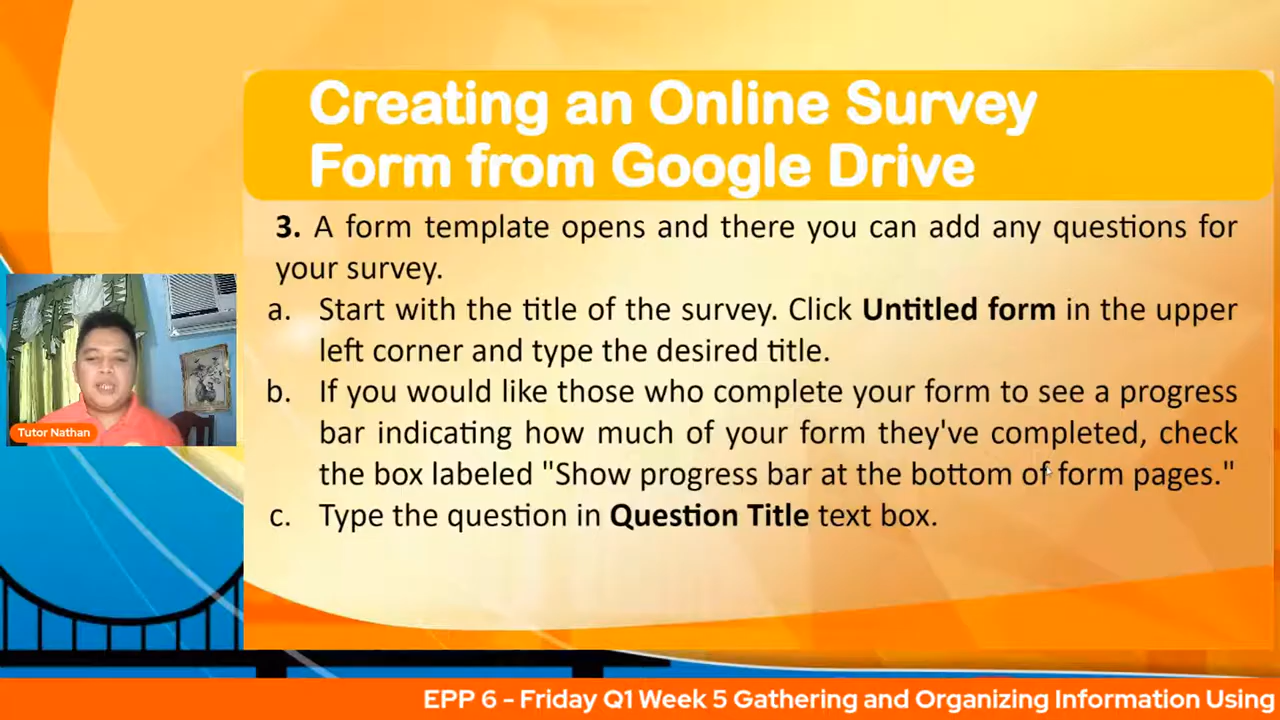 Creating an Online Survey
Form from Google Drive
3. A form template opens and there you can add any questions for
your survey.
a. Start with the title of the survey. Click Untitled form in the upper
left corner and type the desired title.
b. If you would like those who complete your form to see a progress
bar indicating how much of your form they've completed, check
the box labeled "Show progress bar at the bottom of form pages."
c. Type the question in Question Title text box.
Tutor Nathan
EPP 6 - Friday Q1 Week 5 Gathering and Organizing Information Using